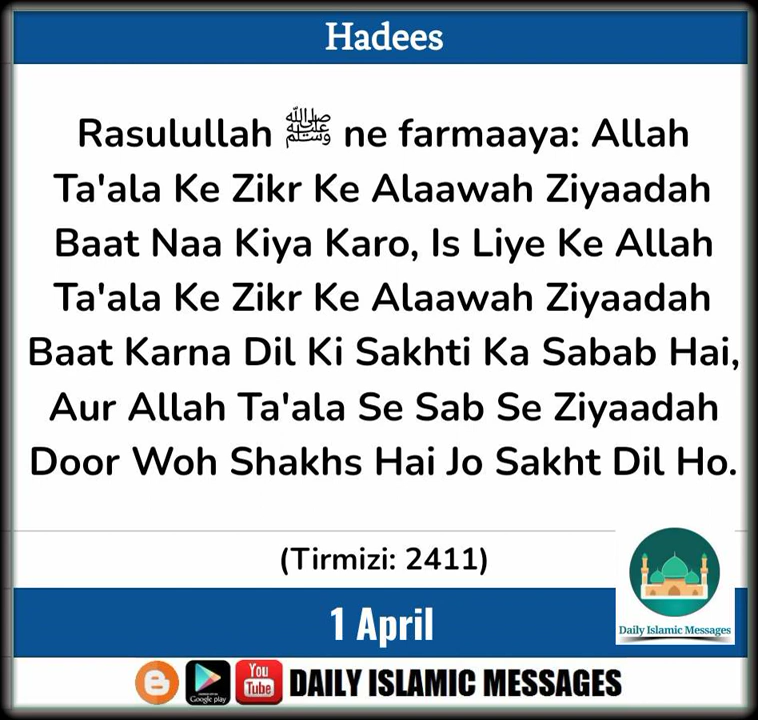 Hadees
Rasulullah ﷺ ne farmaaya: Allah
Ta'ala Ke Zikr Ke Alaawah Ziyaadah
Baat Naa Kiya Karo, Is Liye Ke Allah
Ta'ala Ke Zikr Ke Alaawah Ziyaadah
Baat Karna Dil Ki Sakhti Ka Sabab Hai,
Aur Allah Ta'ala Se Sab Se Ziyaadah
Door Woh Shakhs Hai Jo Sakht Dil Ho.
(Tirmizi: 2411)
Daily Islamic Messages
1 April
Google play
You
Tube
DAILY ISLAMIC MESSAGES